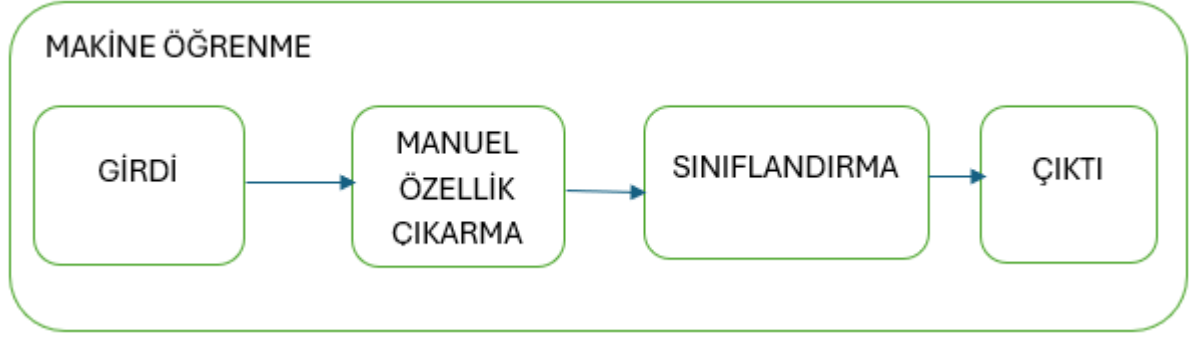 MAKİNE ÖĞRENME
GİRDİ
MANUEL
ÖZELLİK
ÇIKARMA
SINIFLANDIRMA
ÇIKTI